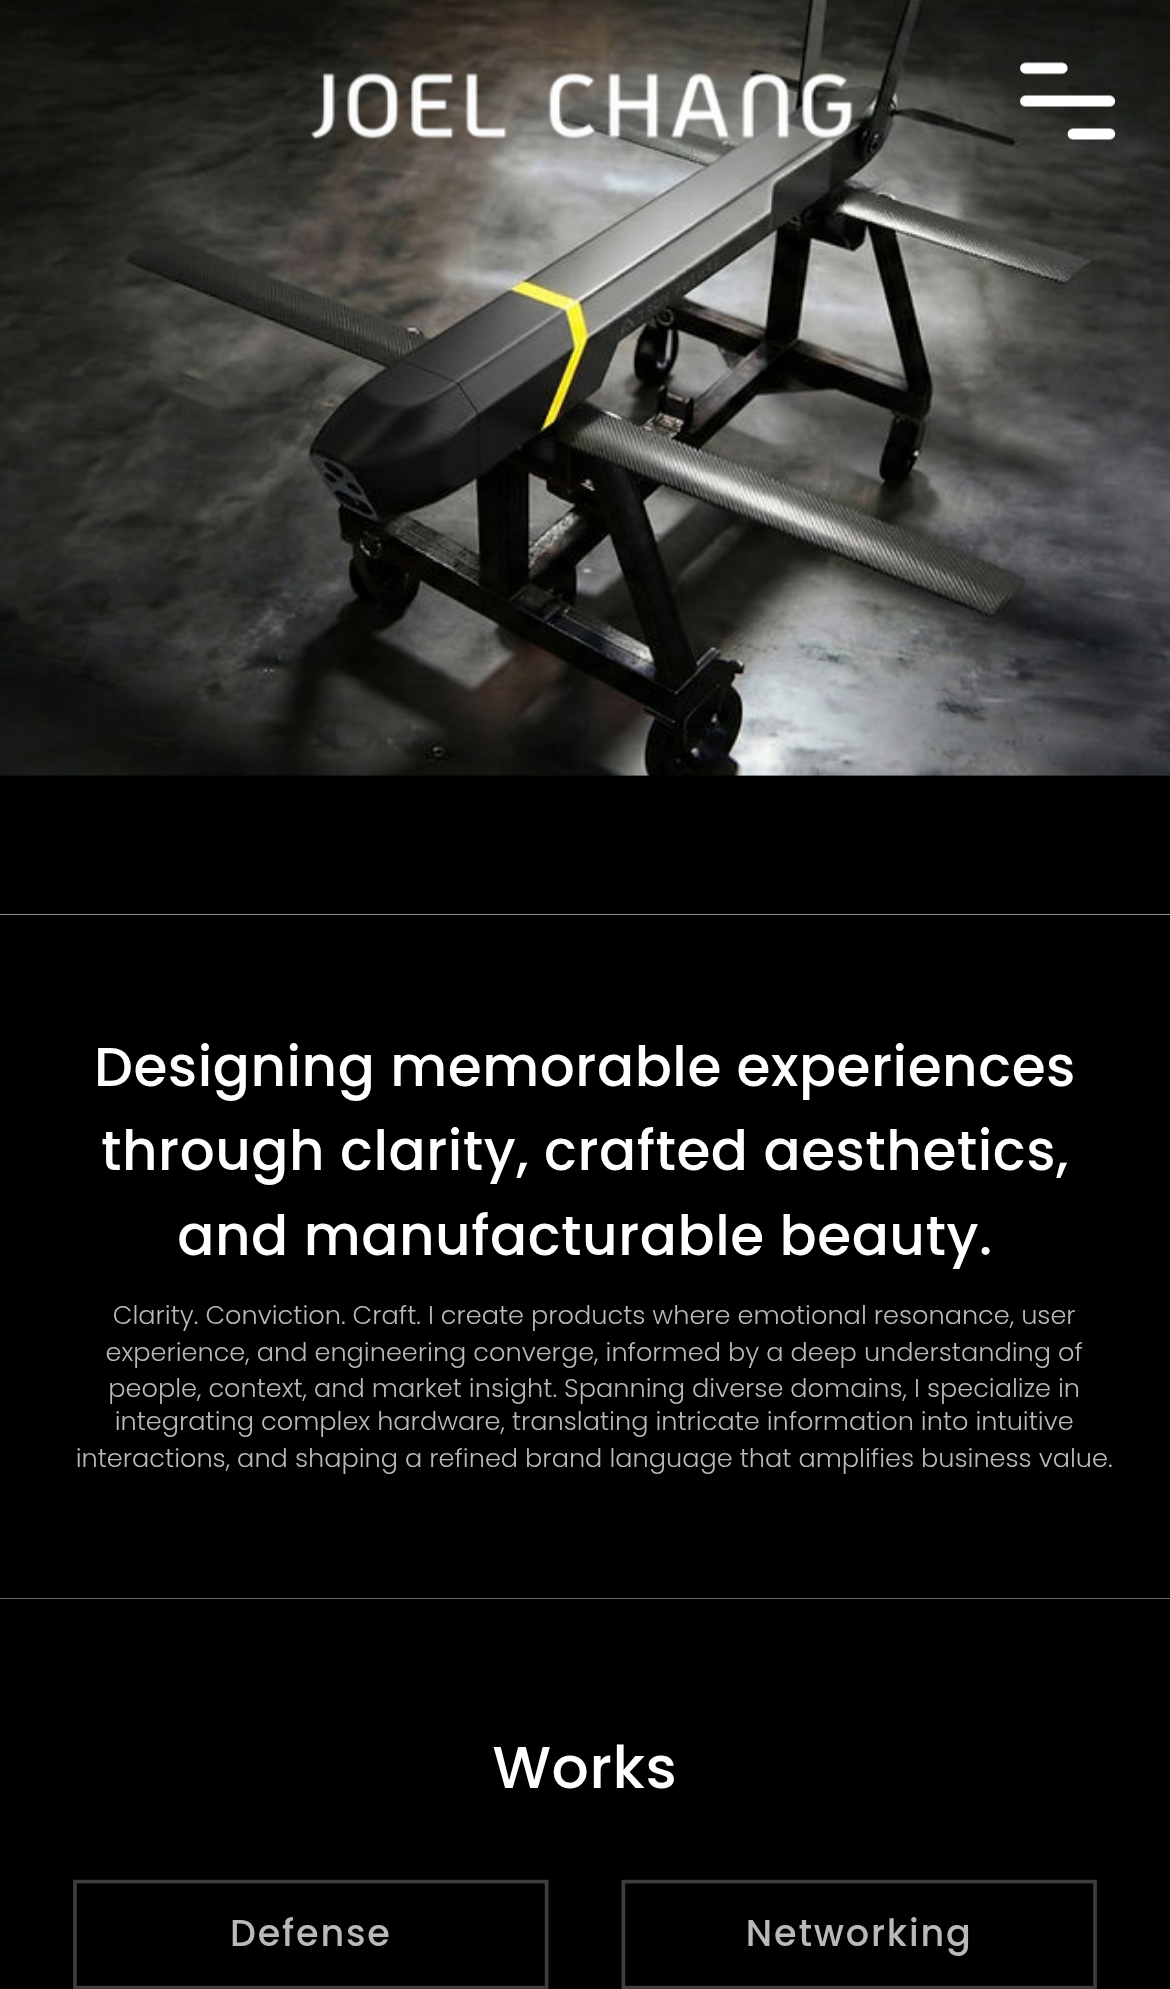 JOEL CHANG
Designing memorable experiences
through clarity, crafted aesthetics,
and manufacturable beauty.
Clarity. Conviction. Craft. I create products where emotional resonance, user
experience, and engineering converge, informed by a deep understanding of
people, context, and market insight. Spanning diverse domains, I specialize in
integrating complex hardware, translating intricate information into intuitive
interactions, and shaping a refined brand language that amplifies business value.
Works
Defense
Networking